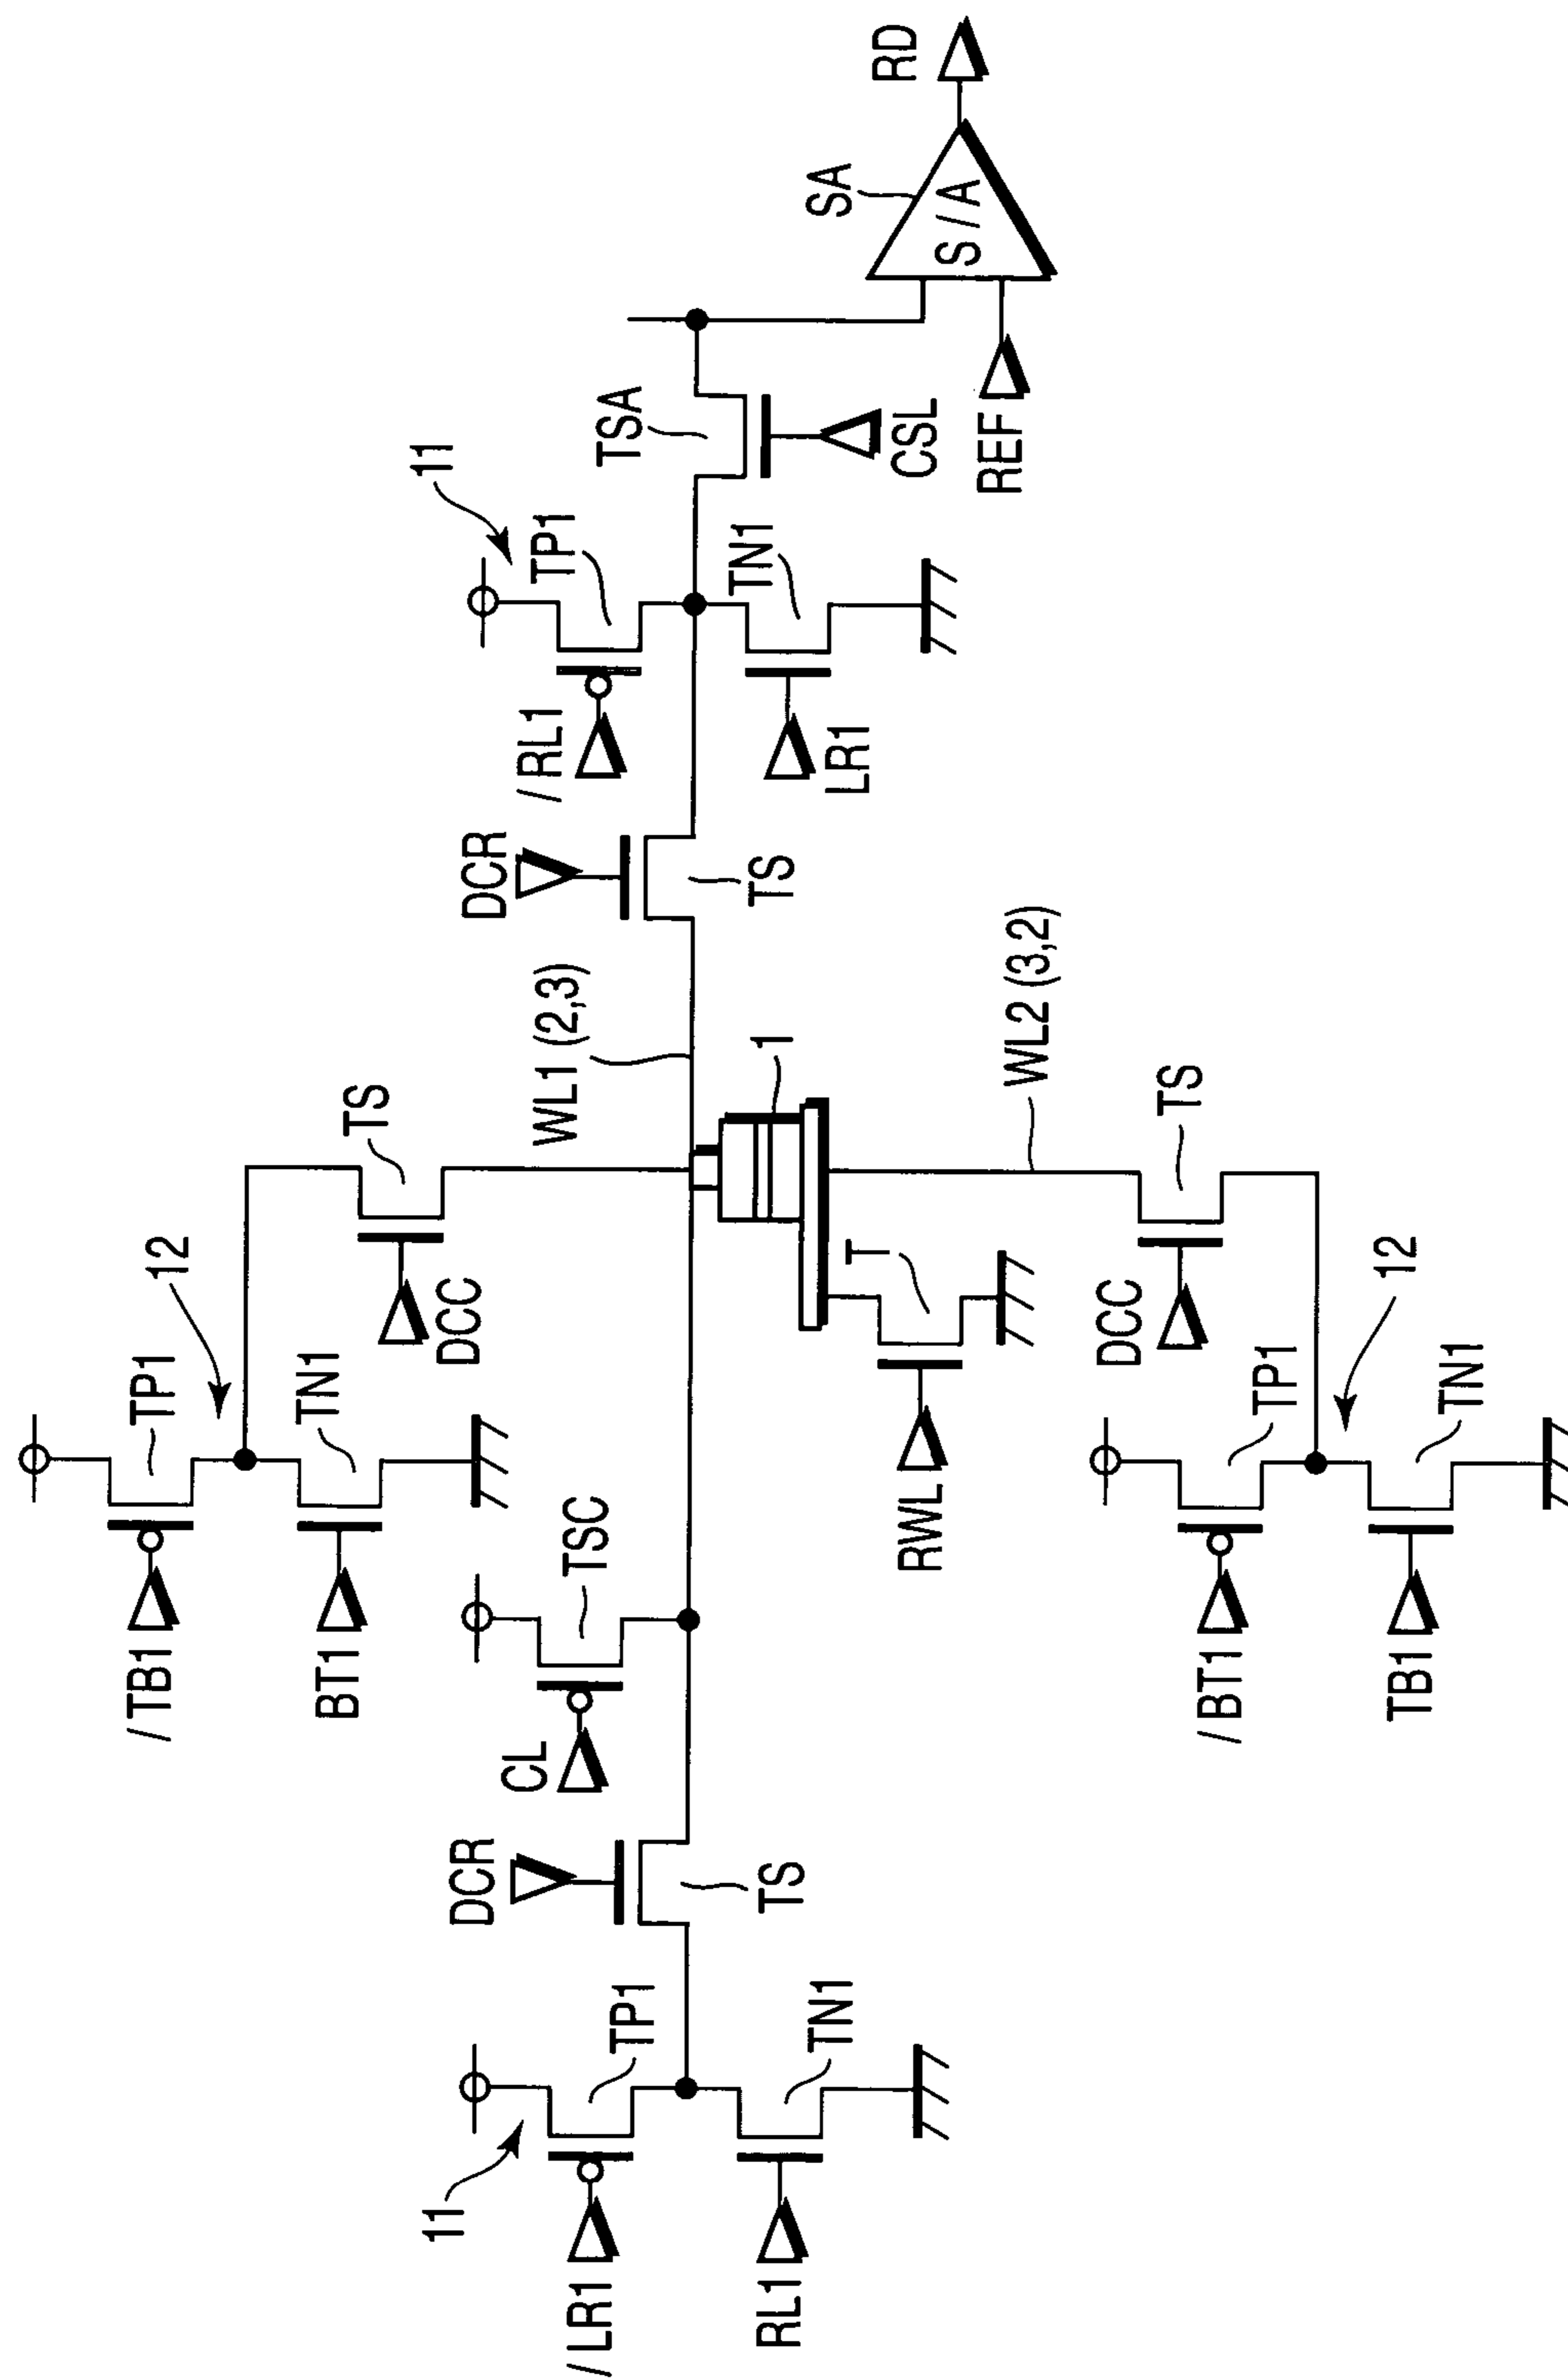 RD
SA
S / A
TSA
CSL
REF
11
TP1
TN1
/RL1
LR1
DCR
TS
WL1 (2,3)
1
WL2 (3,2)
TS
DCC
12
TP1
TN1
/TB1
BT1
T
RWL
TS
DCC
12
TP1
TN1
/BT1
TB1
TSC
CL
DCR
TS
11
TP1
TN1
/LR1
RL1